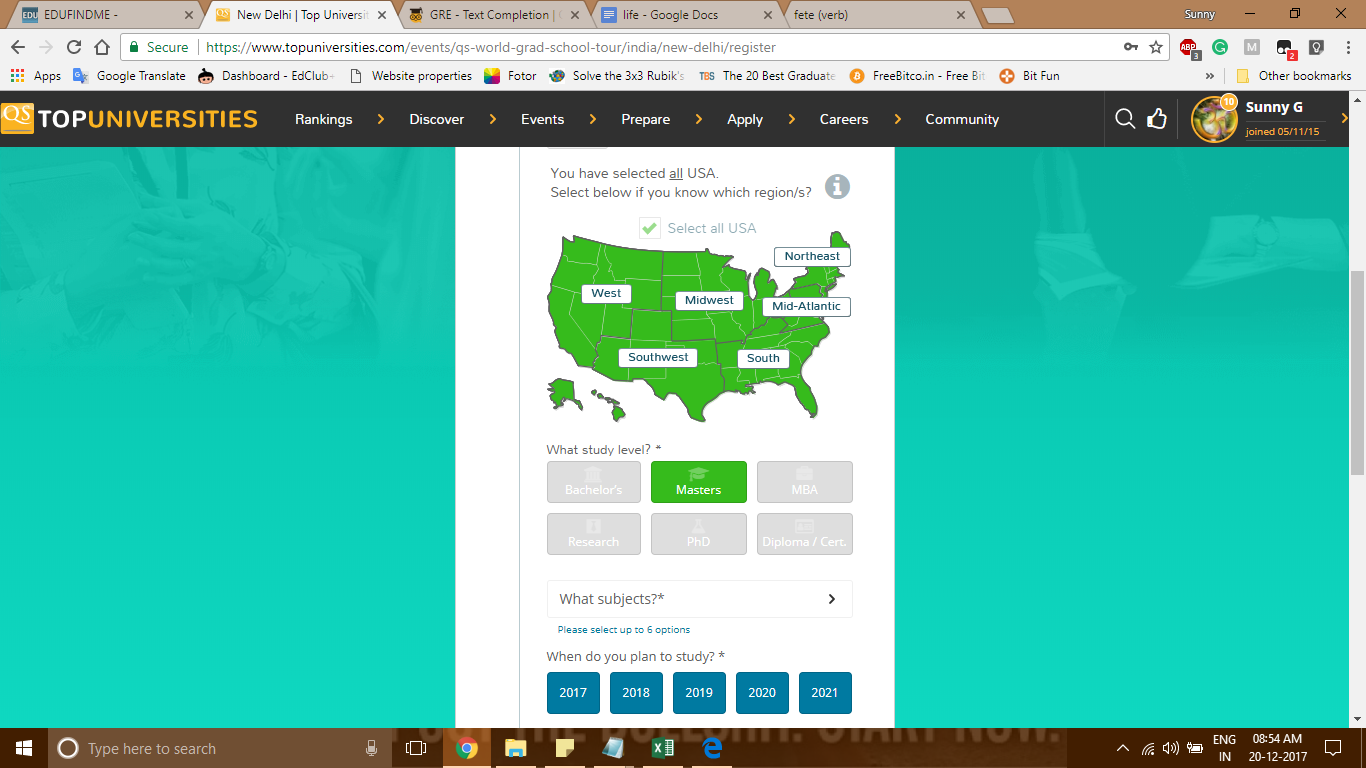 EDUFINDME -
New Delhi | Top Universit
GRE - Text Completion |
life - Google Docs
fete (verb)
Sunny
Secure
https://www.topuniversities.com/events/qs-world-grad-school-tour/india/new-delhi/register
ABP
3
G
M
2
Apps
Google Translate
Dashboard - EdClub
Website properties
Fotor
Solve the 3x3 Rubik's
TBS
The 20 Best Graduate
FreeBitco.in - Free Bit
Bit Fun
»
Other bookmarks
QS TOPUNIVERSITIES
Rankings
Discover
Events
Prepare
Apply
Careers
Community
10
Sunny G
joined 05/11/15
You have selected all USA.
Select below if you know which region/s?
Select all USA
Northeast
West
Midwest
Mid-Atlantic
Southwest
South
What study level? *
Bachelor's
Masters
MBA
Research
PhD
Diploma / Cert.
What subjects?*
Please select up to 6 options
When do you plan to study? *
2017
2018
2019
2020
2021
Type here to search
ENG
IN
08:54 AM
20-12-2017